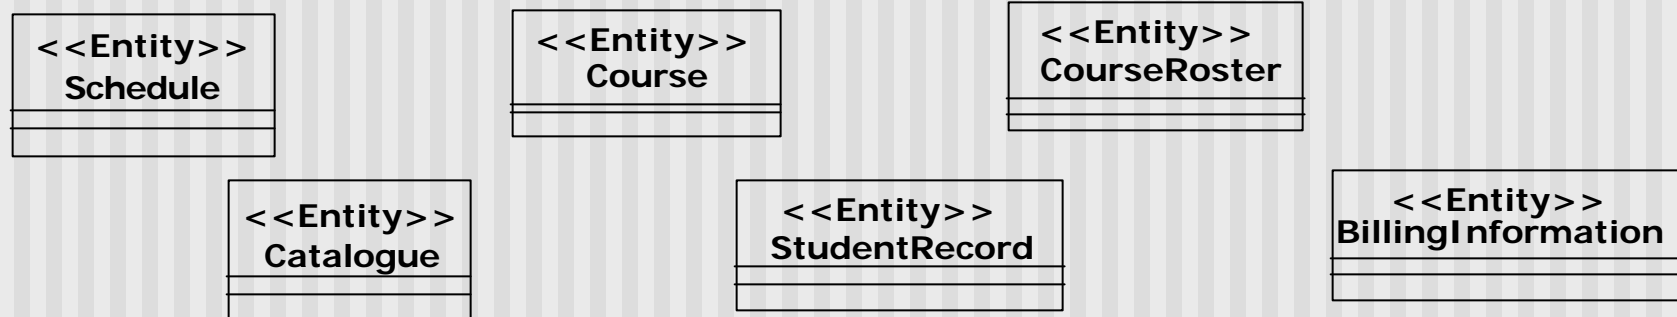 <<Entity>>
Schedule
<<Entity>>
Course
<<Entity>>
CourseRoster
<<Entity>>
Catalogue
<<Entity>>
StudentRecord
<<Entity>>
BillingInformation